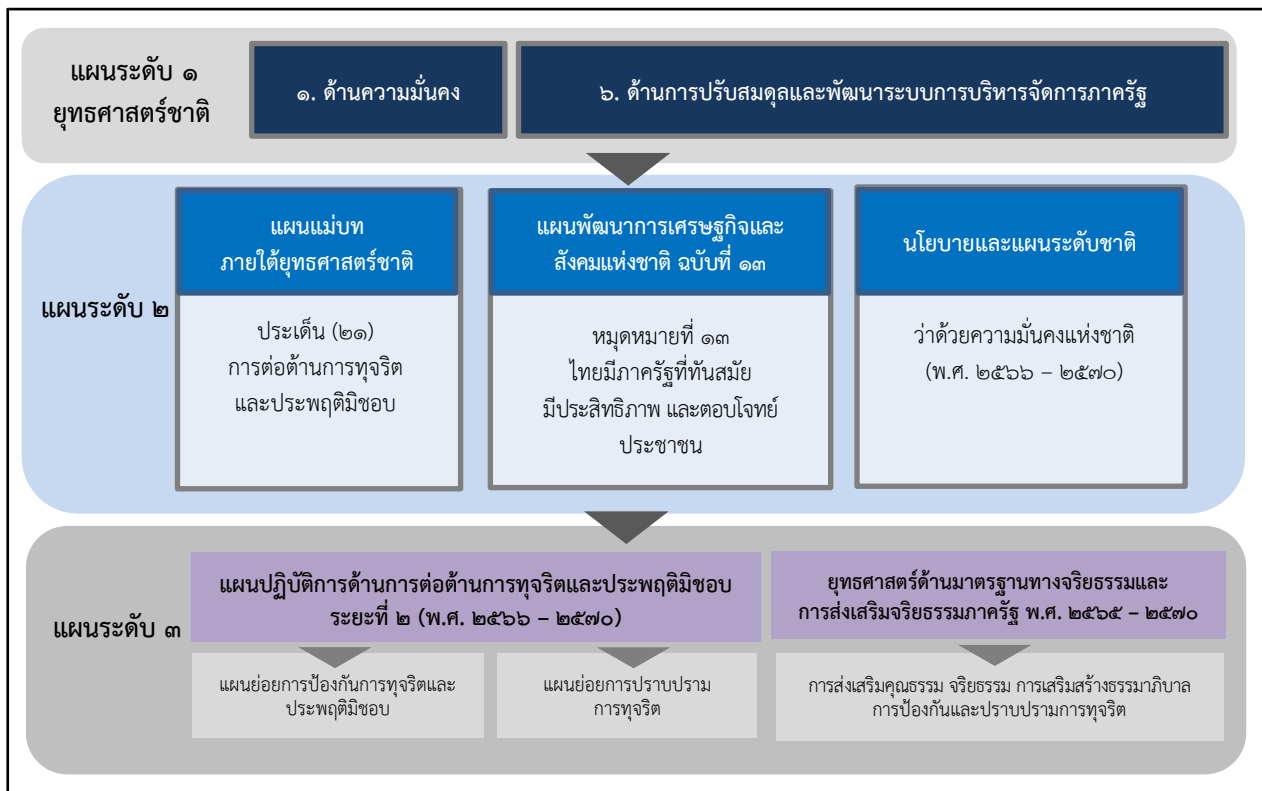 แผนระดับ ๑
ยุทธศาสตร์ชาติ
๑. ด้านความมั่นคง
๖. ด้านการปรับสมดุลและพัฒนาระบบการบริหารจัดการภาครัฐ
แผนระดับ ๒
แผนแม่บท
ภายใต้ยุทธศาสตร์ชาติ
ประเด็น (๒๑)
การต่อต้านการทุจริต
และประพฤติมิชอบ
แผนพัฒนาการเศรษฐกิจและ
สังคมแห่งชาติ ฉบับที่ ๑๓
หมุดหมายที่ ๑๓
ไทยมีภาครัฐที่ทันสมัย
มีประสิทธิภาพ และตอบโจทย์
ประชาชน
นโยบายและแผนระดับชาติ
ว่าด้วยความมั่นคงแห่งชาติ
(พ.ศ. ๒๕๖๖ – ๒๕๗๐)
แผนระดับ ๓
แผนปฏิบัติการด้านการต่อต้านการทุจริตและประพฤติมิชอบ
ระยะที่ ๒ (พ.ศ. ๒๕๖๖ – ๒๕๗๐)
แผนย่อยการป้องกันการทุจริตและ
ประพฤติมิชอบ
แผนย่อยการปราบปราม
การทุจริต
ยุทธศาสตร์ด้านมาตรฐานทางจริยธรรมและ
การส่งเสริมจริยธรรมภาครัฐ พ.ศ. ๒๕๖๕ – ๒๕๗๐
การส่งเสริมคุณธรรม จริยธรรม การเสริมสร้างธรรมาภิบาล
การป้องกันและปราบปรามการทุจริต